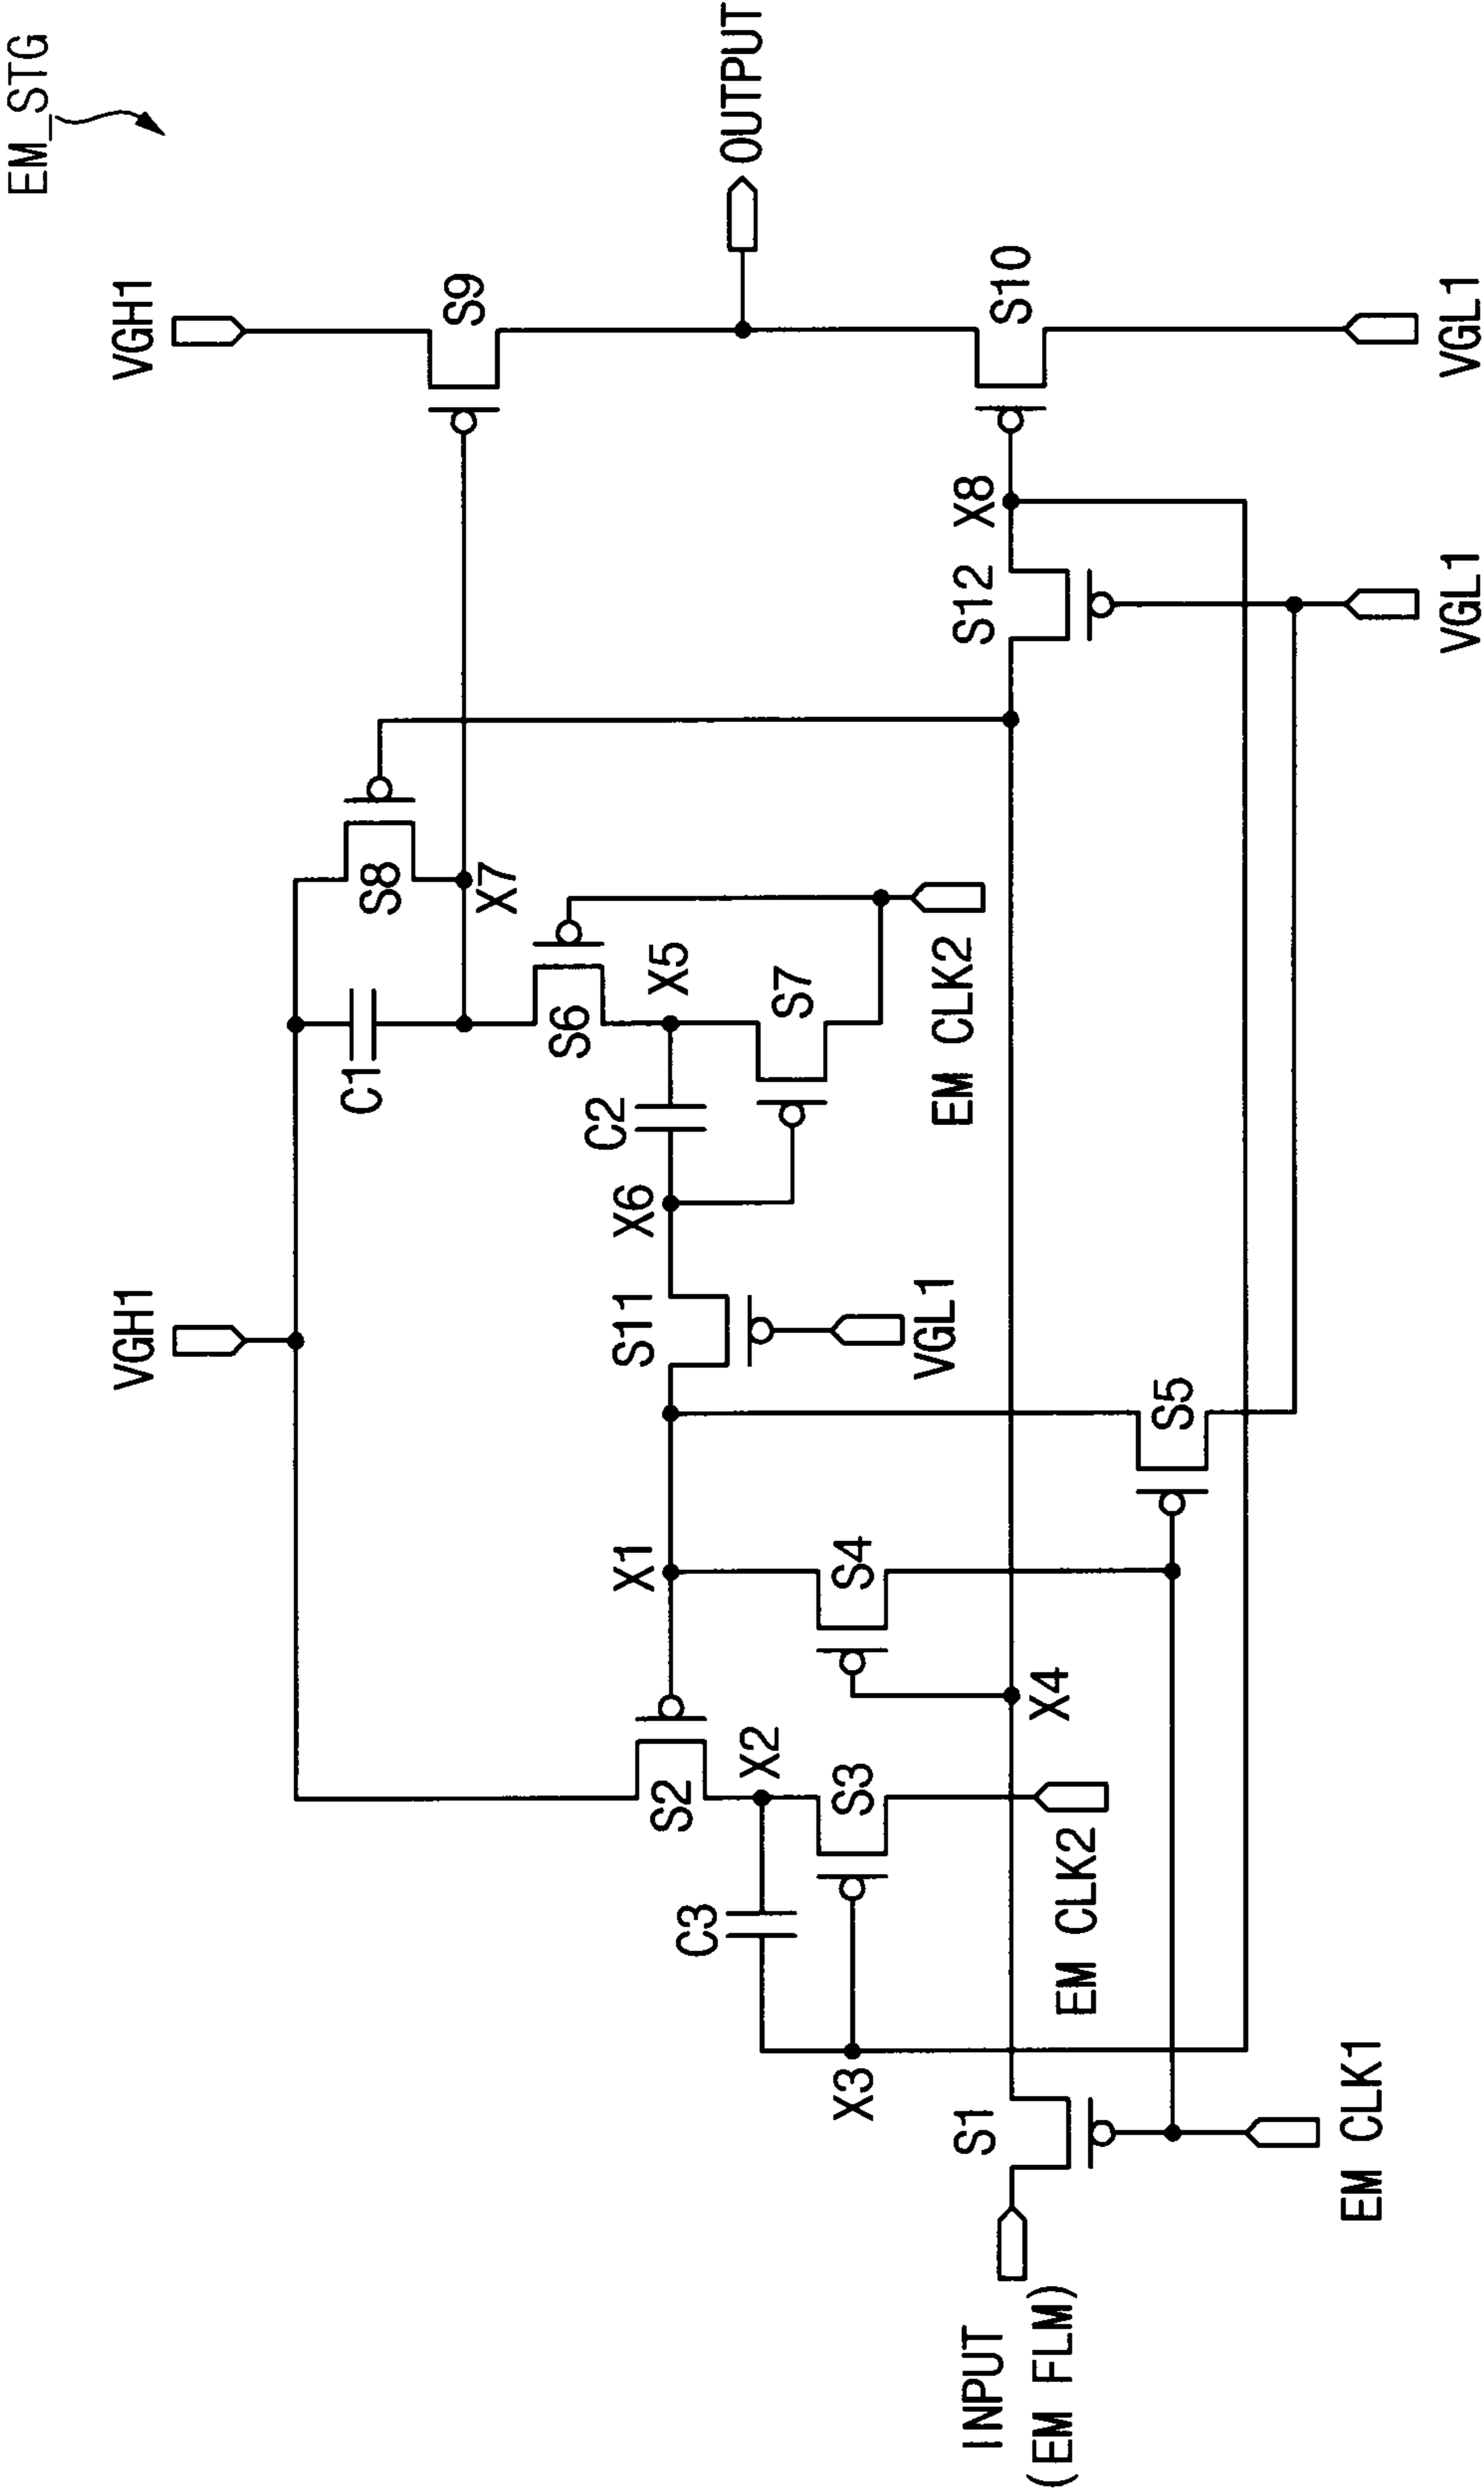 EM_STG
VGH1
VGH1
C1
S8
S9
X7
S6
C2
X5
OUTPUT
X6
S11
X1
S2
VGL1
S7
X2
C3
S4
S3
X3
EM CLK2
S12
X8
S10
X4
EM CLK2
S1
S5
INPUT
(EM FLM)
EM CLK1
VGL1
VGL1